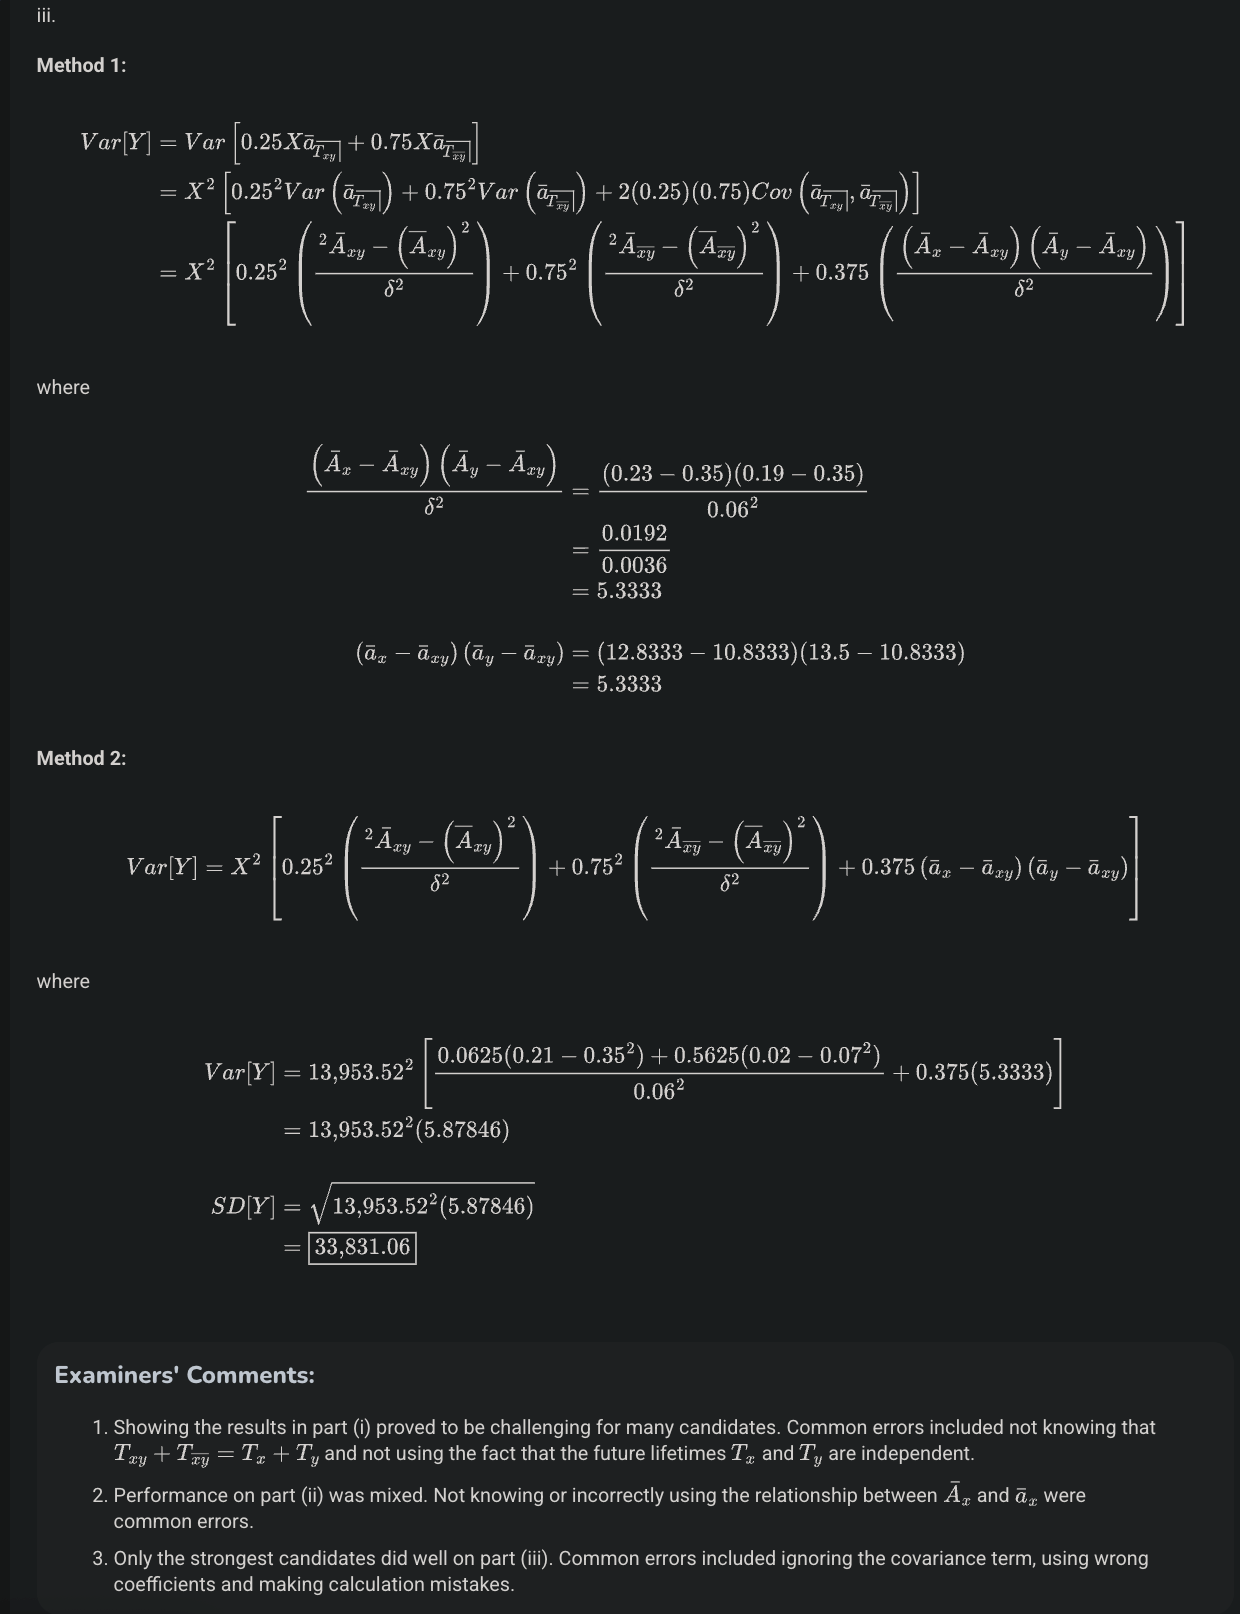 iii.
Method 1:
$Var[Y] = Var\left[0.25X\bar{a}_{\overline{T_{xy}}|} + 0.75X\bar{a}_{\overline{T_{\overline{xy}}}|}\right]$
$= X^2\left[0.25^2 Var\left(\bar{a}_{\overline{T_{xy}}|}\right) + 0.75^2 Var\left(\bar{a}_{\overline{T_{\overline{xy}}}|}\right) + 2(0.25)(0.75)Cov\left(\bar{a}_{\overline{T_{xy}}|}, \bar{a}_{\overline{T_{\overline{xy}}}|}\right)\right]$
$= X^2\left[0.25^2\left(\frac{{}^2\bar{A}_{xy} - \left(\overline{A}_{xy}\right)^2}{\delta^2}\right) + 0.75^2\left(\frac{{}^2\bar{A}_{\overline{xy}} - \left(\overline{A}_{\overline{xy}}\right)^2}{\delta^2}\right) + 0.375\left(\frac{\left(\bar{A}_x - \bar{A}_{xy}\right)\left(\bar{A}_y - \bar{A}_{xy}\right)}{\delta^2}\right)\right]$
where
$\frac{\left(\bar{A}_x - \bar{A}_{xy}\right)\left(\bar{A}_y - \bar{A}_{xy}\right)}{\delta^2} = \frac{(0.23 - 0.35)(0.19 - 0.35)}{0.06^2}$
$= \frac{0.0192}{0.0036}$
$= 5.3333$
$(\bar{a}_x - \bar{a}_{xy})(\bar{a}_y - \bar{a}_{xy}) = (12.8333 - 10.8333)(13.5 - 10.8333)$
$= 5.3333$
Method 2:
$Var[Y] = X^2\left[0.25^2\left(\frac{{}^2\bar{A}_{xy} - \left(\overline{A}_{xy}\right)^2}{\delta^2}\right) + 0.75^2\left(\frac{{}^2\bar{A}_{\overline{xy}} - \left(\overline{A}_{\overline{xy}}\right)^2}{\delta^2}\right) + 0.375(\bar{a}_x - \bar{a}_{xy})(\bar{a}_y - \bar{a}_{xy})\right]$
where
$Var[Y] = 13,953.52^2\left[\frac{0.0625(0.21 - 0.35^2) + 0.5625(0.02 - 0.07^2)}{0.06^2} + 0.375(5.3333)\right]$
$= 13,953.52^2(5.87846)$
$SD[Y] = \sqrt{13,953.52^2(5.87846)}$
$= \boxed{33,831.06}$
Examiners' Comments:
1. Showing the results in part (i) proved to be challenging for many candidates. Common errors included not knowing that
$T_{xy} + T_{\overline{xy}} = T_x + T_y$ and not using the fact that the future lifetimes $T_x$ and $T_y$ are independent.
2. Performance on part (ii) was mixed. Not knowing or incorrectly using the relationship between $\bar{A}_x$ and $\bar{a}_x$ were
common errors.
3. Only the strongest candidates did well on part (iii). Common errors included ignoring the covariance term, using wrong
coefficients and making calculation mistakes.